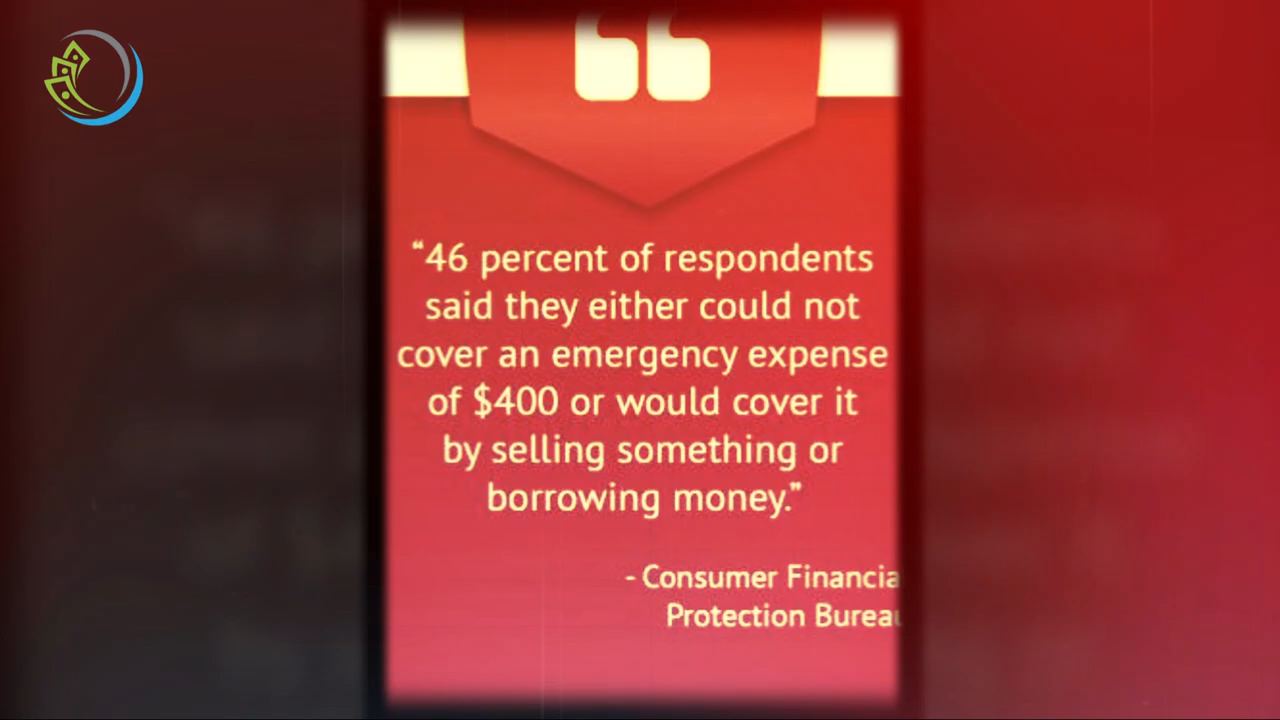 “46 percent of respondents
said they either could not
cover an emergency expense
of $400 or would cover it
by selling something or
borrowing money.”
- Consumer Financia
Protection Bureau